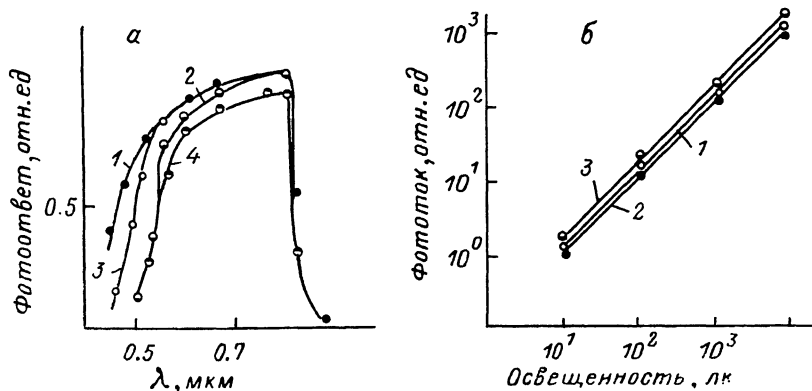 а
Фотоответ, отн.ед
0.5
1
2
3
4
0.5
0.7
λ, мкм
б
Фототок, отн.ед
10³
10²
10¹
10⁰
3
1
2
10¹
10²
10³
Освещенность, лк